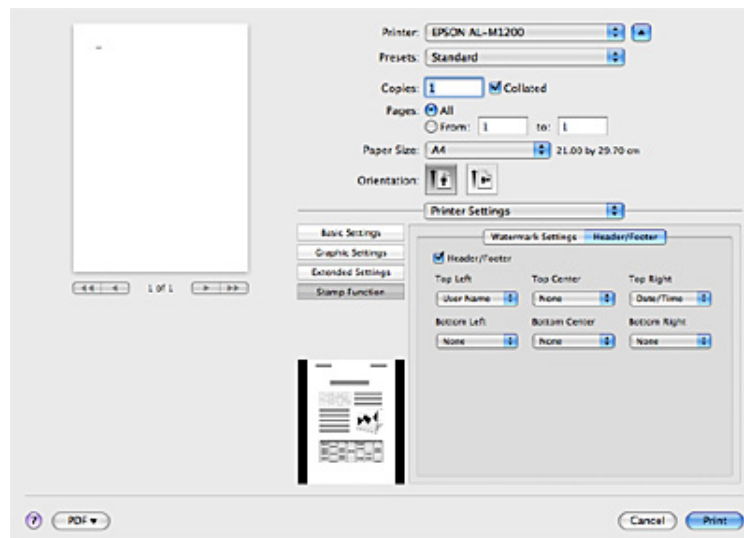 Printer: EPSON AL-M1200
Presets: Standard
Copies: 1 Collated
Pages: All
From: 1 to: 1
Paper Size: A4 21.00 by 29.70 cm
Orientation:
Printer Settings
Basic Settings
Graphic Settings
Extended Settings
Stamp Function
Watermark Settings Header/Footer
Header/Footer
Top Left Top Center Top Right
User Name None Date/Time
Bottom Left Bottom Center Bottom Right
None None None
1 of 1
? PDF Cancel Print